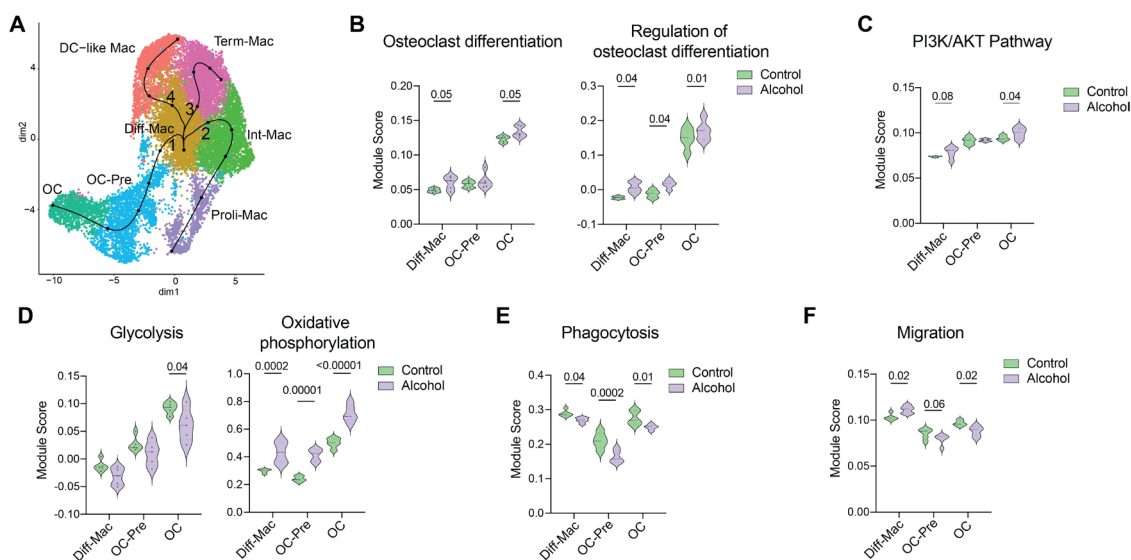 A
DC-like Mac
Term-Mac
Diff-Mac
4
3
2
1
Int-Mac
OC
OC-Pre
Proli-Mac
dim2
4
0
−4
−10
−5
0
5
dim1
B
Osteoclast differentiation
Module Score
0.20
0.15
0.10
0.05
0.00
0.05
0.05
Diff-Mac
OC-Pre
OC
Regulation of
osteoclast differentiation
0.3
0.2
0.1
0.0
-0.1
0.04
0.04
0.01
Diff-Mac
OC-Pre
OC
Control
Alcohol
C
PI3K/AKT Pathway
Module Score
0.15
0.10
0.05
0.00
0.08
0.04
Diff-Mac
OC-Pre
OC
Control
Alcohol
D
Glycolysis
Module Score
0.15
0.10
0.05
0.00
-0.05
-0.10
0.04
Diff-Mac
OC-Pre
OC
Oxidative
phosphorylation
1.0
0.8
0.6
0.4
0.2
0.0
0.0002
0.00001
<0.00001
Diff-Mac
OC-Pre
OC
Control
Alcohol
E
Phagocytosis
Module Score
0.4
0.3
0.2
0.1
0.0
0.04
0.0002
0.01
Diff-Mac
OC-Pre
OC
Control
Alcohol
F
Migration
Module Score
0.15
0.10
0.05
0.00
0.02
0.06
0.02
Diff-Mac
OC-Pre
OC
Control
Alcohol